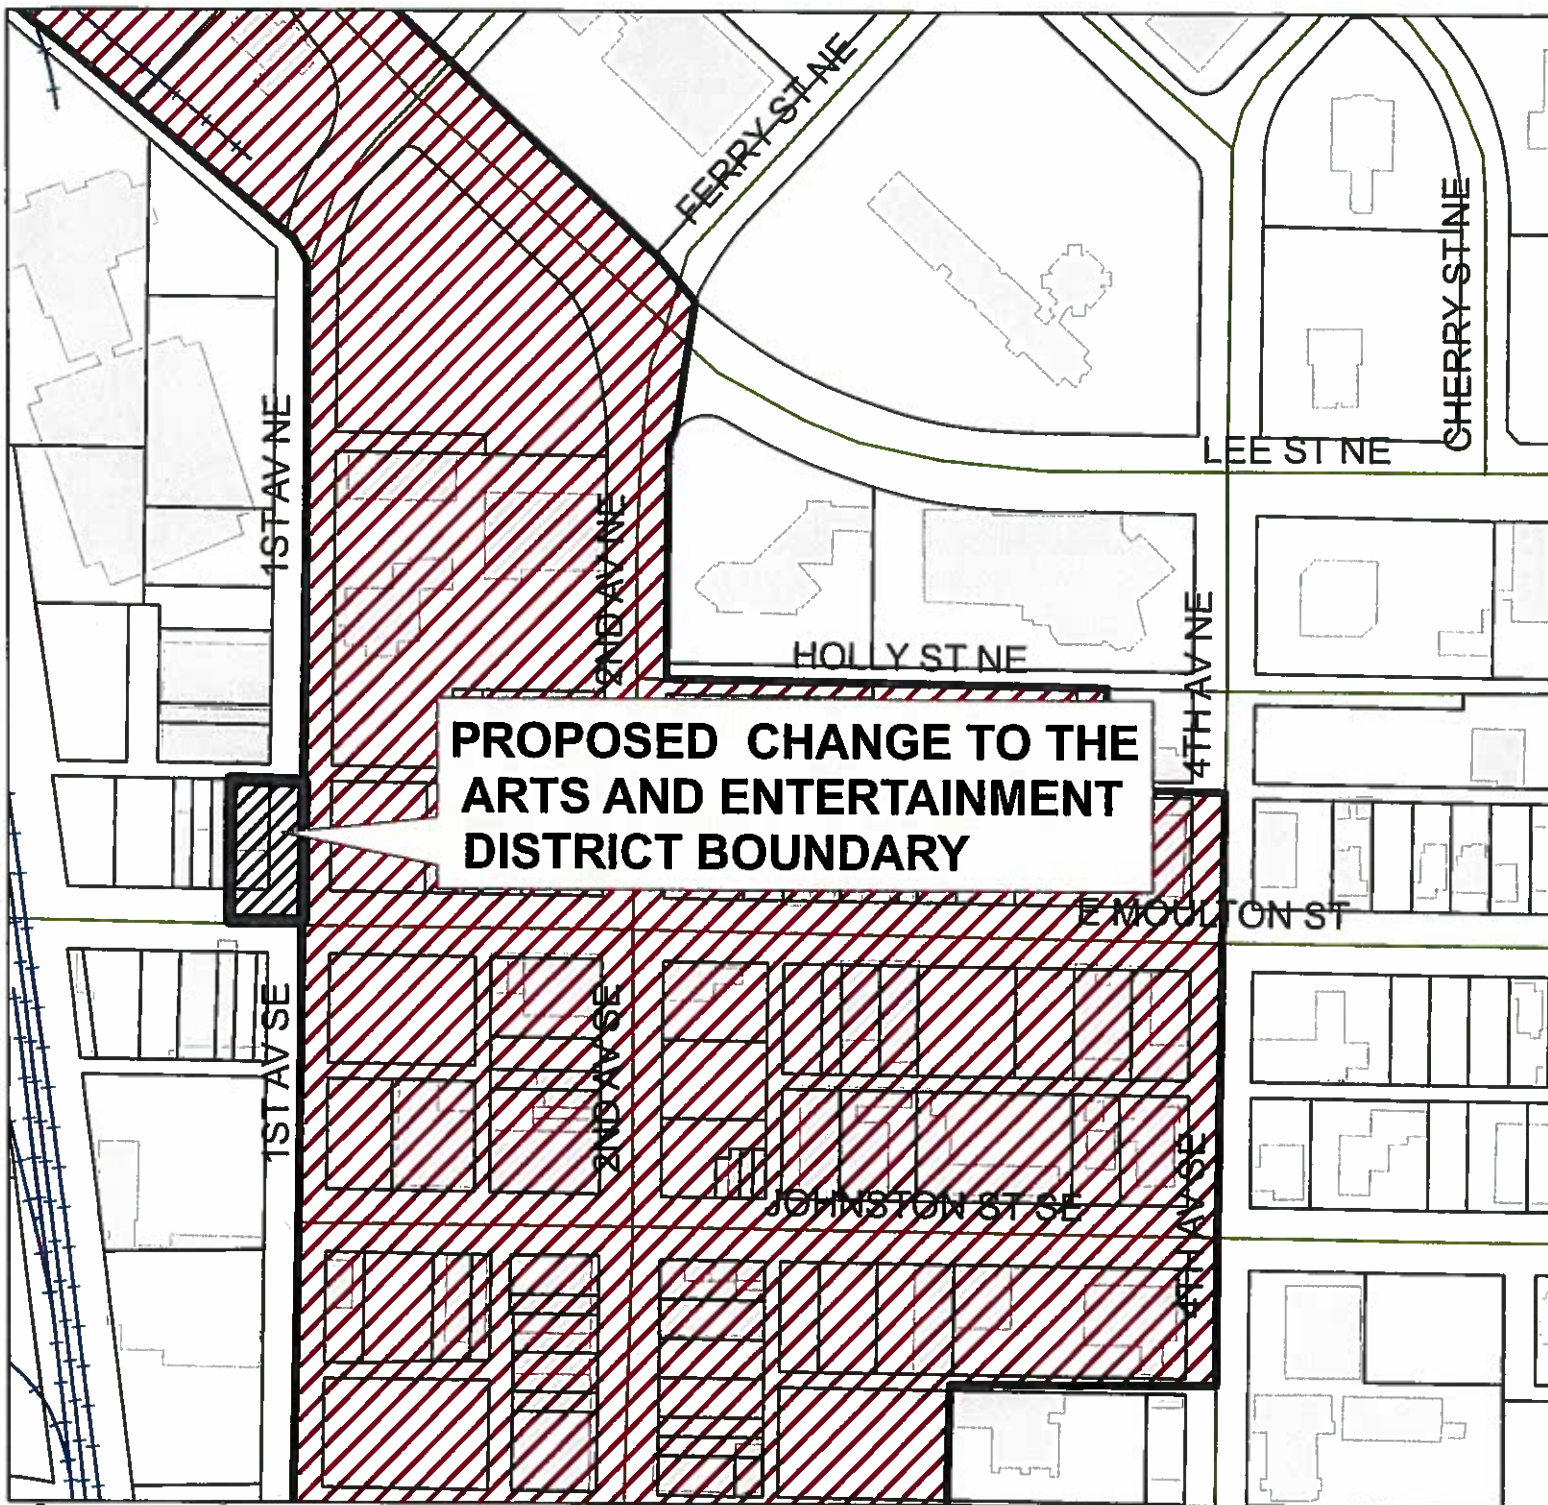 FERRY ST NE
CHERRY ST NE
1ST AV NE
LEE ST NE
2ND AV NE
HOLLY ST NE
4TH AV NE
PROPOSED CHANGE TO THE
ARTS AND ENTERTAINMENT
DISTRICT BOUNDARY
E MOULTON ST
1ST AV SE
2ND AV SE
JOHNSTON ST SE
4TH AV SE